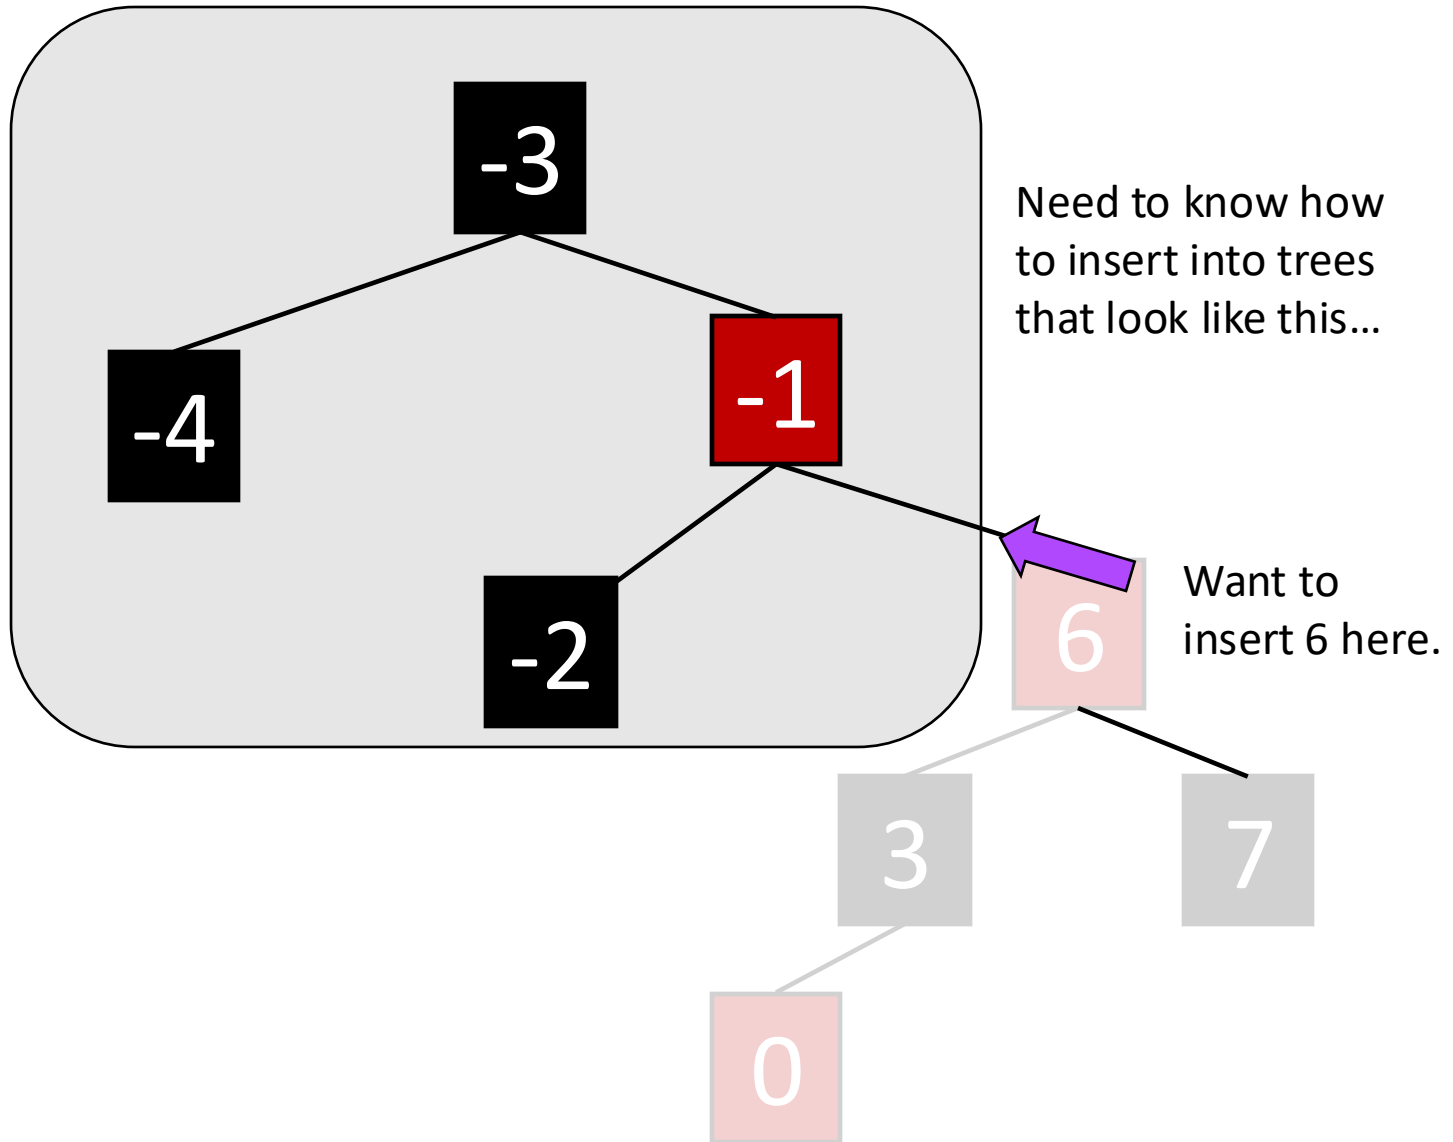 -3
Need to know how
to insert into trees
that look like this…
-4
-1
Want to
insert 6 here.
6
-2
3
7
0